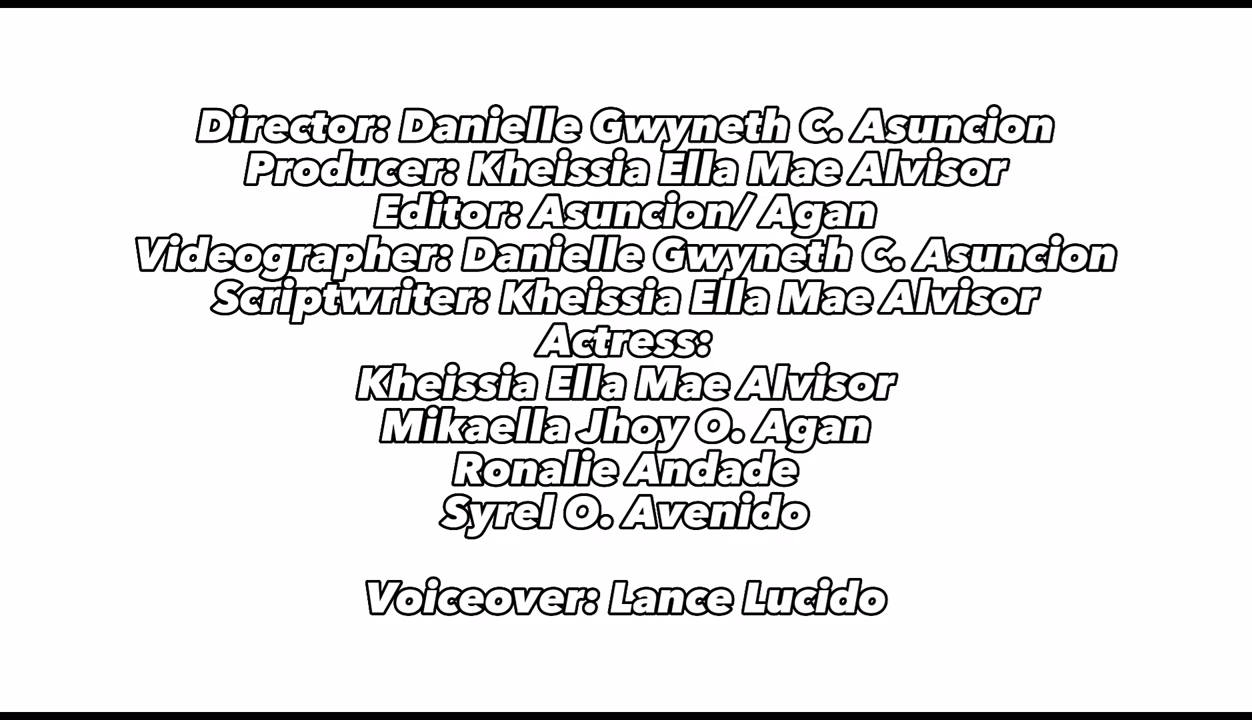 Director: Danielle Gwyneth C. Asuncion
Producer: Kheissia Ella Mae Alvisor
Editor: Asuncion/ Agan
Videographer: Danielle Gwyneth C. Asuncion
Scriptwriter: Kheissia Ella Mae Alvisor
Actress:
Kheissia Ella Mae Alvisor
Mikaella Jhoy O. Agan
Ronalie Andade
Syrel O. Avenido
Voiceover: Lance Lucido